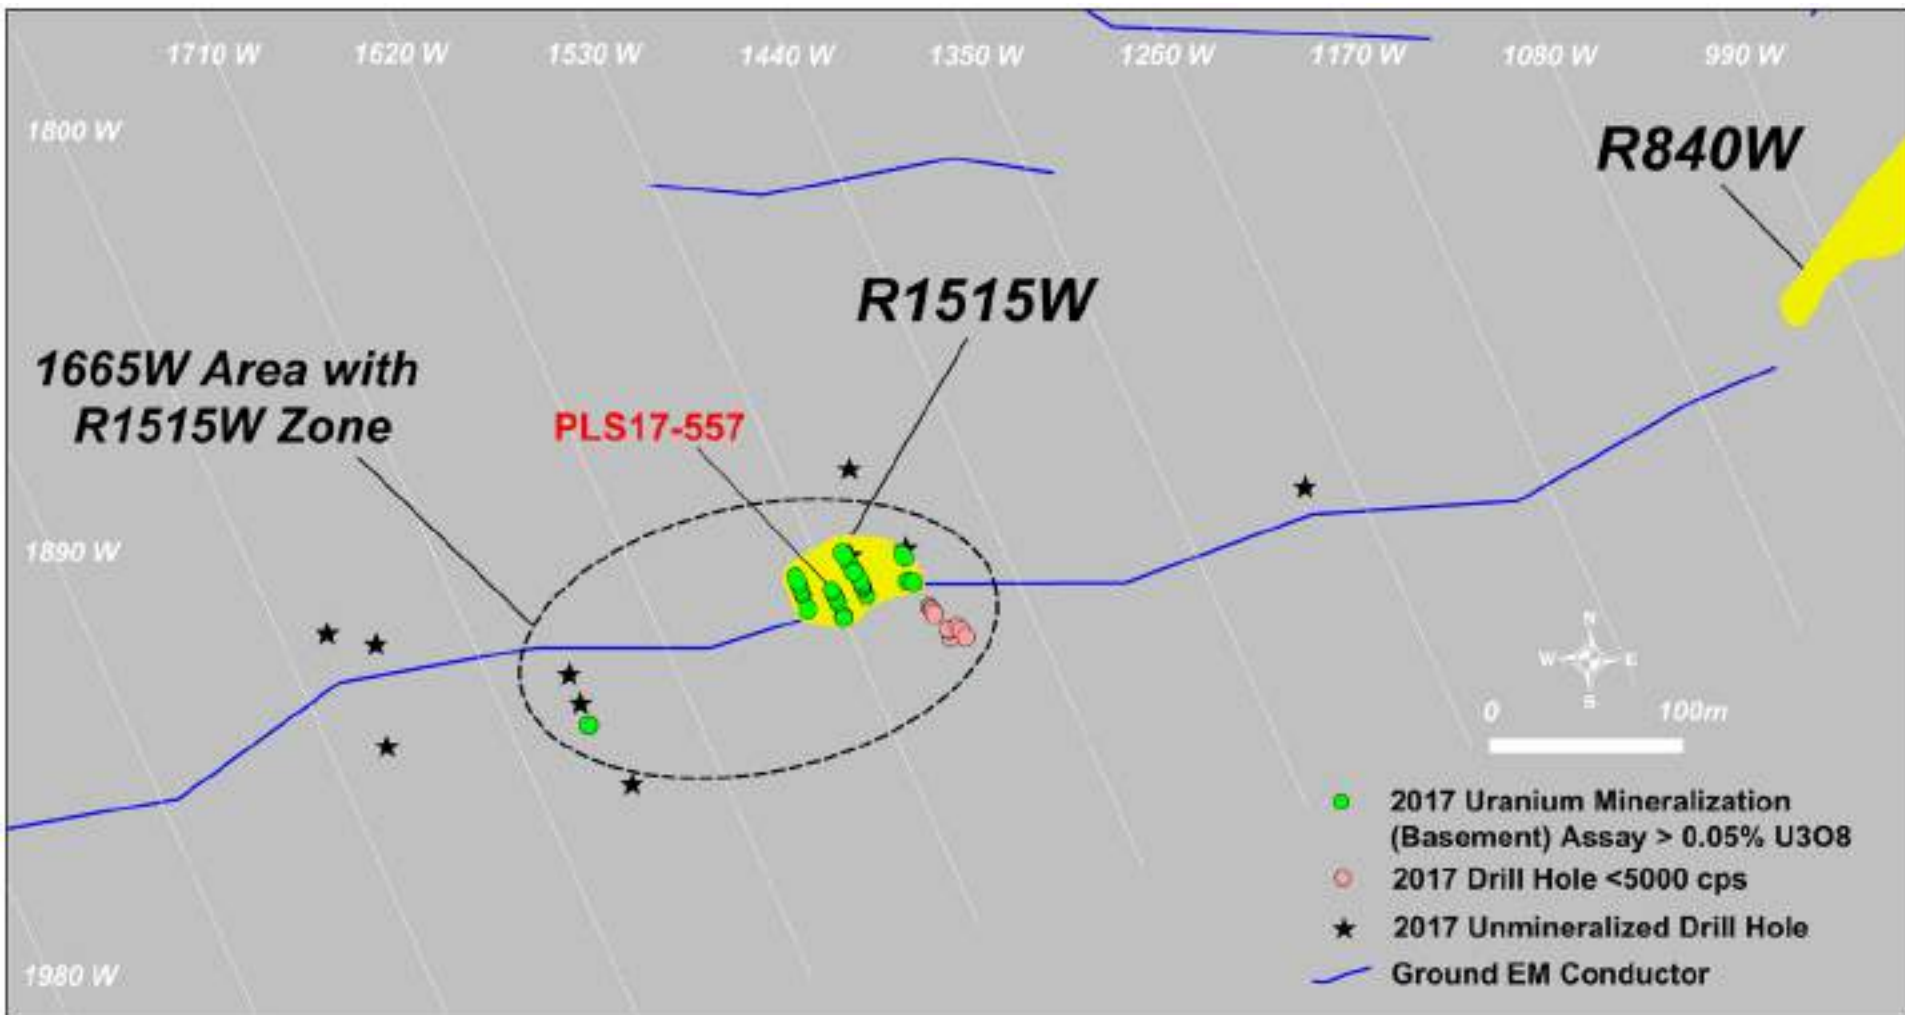 1710 W 1620 W 1530 W 1440 W 1350 W 1260 W 1170 W 1080 W 990 W
1800 W
R840W
R1515W
1665W Area with
R1515W Zone
PLS17-557
1890 W
N
W E
S
0 100m
2017 Uranium Mineralization
(Basement) Assay > 0.05% U3O8
2017 Drill Hole <5000 cps
2017 Unmineralized Drill Hole
Ground EM Conductor
1980 W